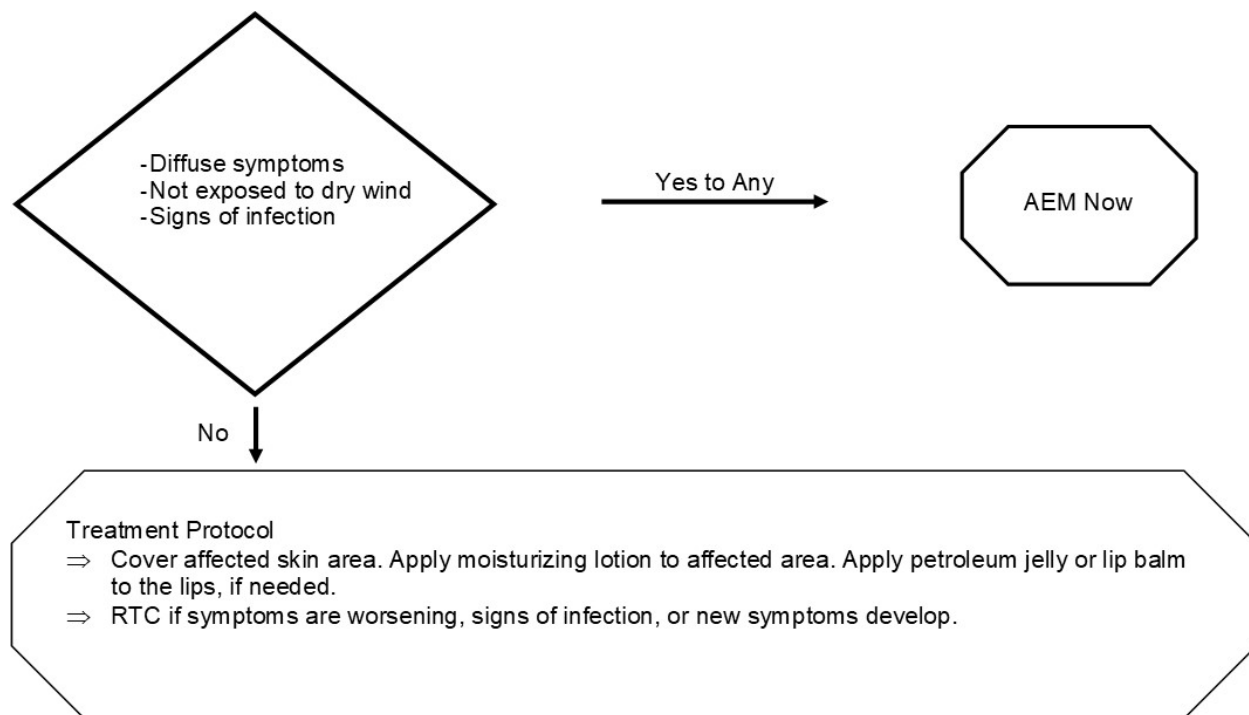 -Diffuse symptoms
-Not exposed to dry wind
-Signs of infection
Yes to Any
AEM Now
No
Treatment Protocol
⇒ Cover affected skin area. Apply moisturizing lotion to affected area. Apply petroleum jelly or lip balm
to the lips, if needed.
⇒ RTC if symptoms are worsening, signs of infection, or new symptoms develop.